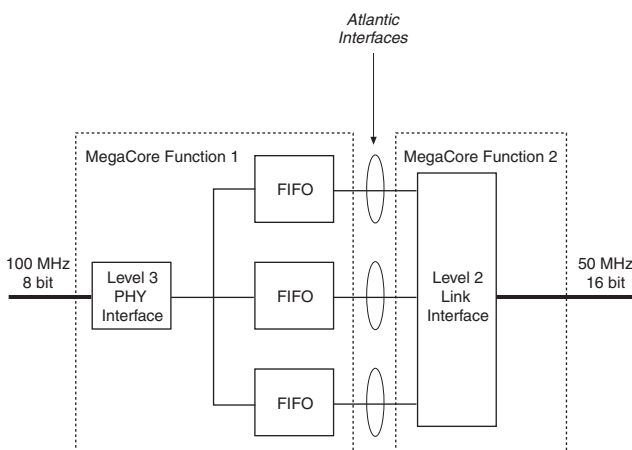 Atlantic
Interfaces
MegaCore Function 1
MegaCore Function 2
FIFO
100 MHz
8 bit
Level 3
PHY
Interface
FIFO
Level 2
Link
Interface
50 MHz
16 bit
FIFO